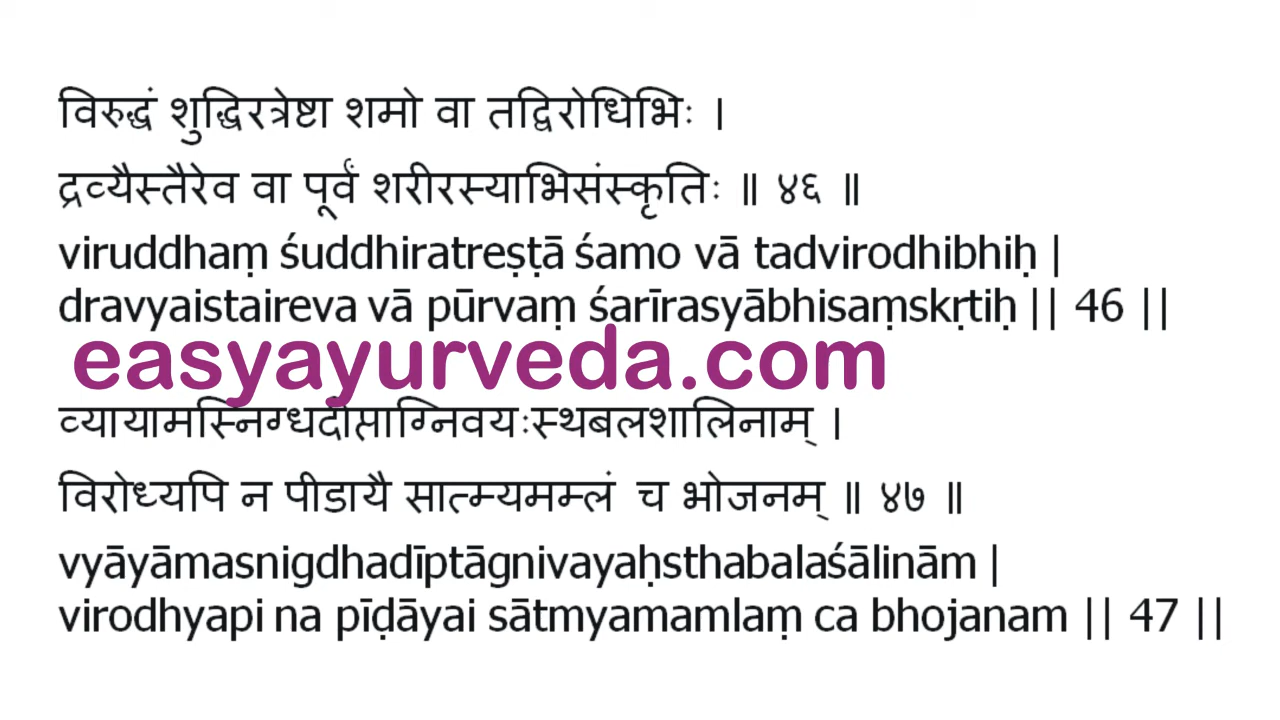 विरुद्धं शुद्धिरत्रेष्टा शमो वा तद्विरोधिभिः ।
द्रव्यैस्तैरेव वा पूर्वं शरीरस्याभिसंस्कृतिः ॥ ४६ ॥
viruddhaṃ śuddhiratreṣṭā śamo vā tadvirodhibhiḥ |
dravyaistaireva vā pūrvaṃ śarīrasyābhisaṃskṛtiḥ || 46 ||
easyayurveda.com
व्यायामस्निग्धदीप्ताग्निवयःस्थबलशालिनाम् ।
विरोध्यपि न पीडायै सात्म्यमम्लं च भोजनम् ॥ ४७ ॥
vyāyāmasnigdhadīptāgnivayaḥsthabalaśālinām |
virodhyapi na pīḍāyai sātmyamamlaṃ ca bhojanam || 47 ||